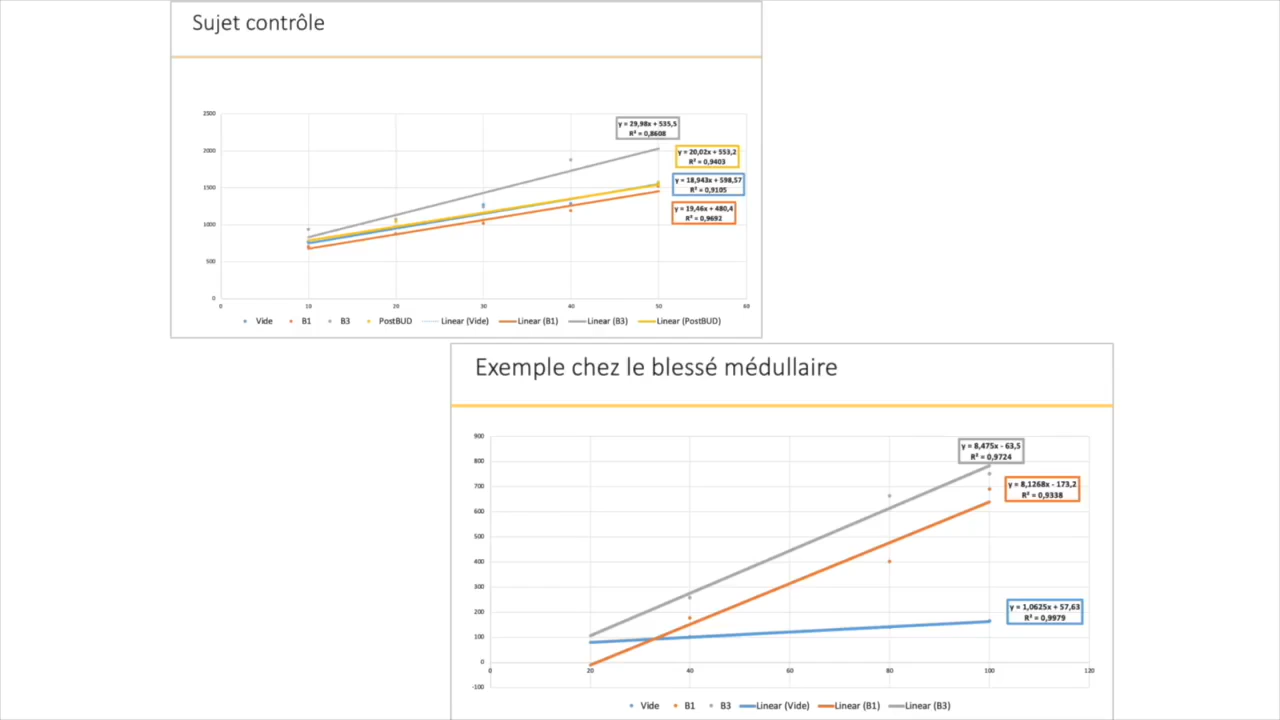 Sujet contrôle
2500
2000
1500
1000
500
0
0 10 20 30 40 50 60
y = 29,98x + 535,5
R² = 0,8608
y = 20,02x + 553,2
R² = 0,9403
y = 18,943x + 598,57
R² = 0,9105
y = 19,46x + 480,4
R² = 0,9692
Vide B1 B3 PostBUD Linear (Vide) Linear (B1) Linear (B3) Linear (PostBUD)
Exemple chez le blessé médullaire
900
800
700
600
500
400
300
200
100
0
-100
0 20 40 60 80 100 120
y = 8,475x - 63,5
R² = 0,9724
y = 8,1268x - 173,2
R² = 0,9338
y = 1,0625x + 57,63
R² = 0,9979
Vide B1 B3 Linear (Vide) Linear (B1) Linear (B3)